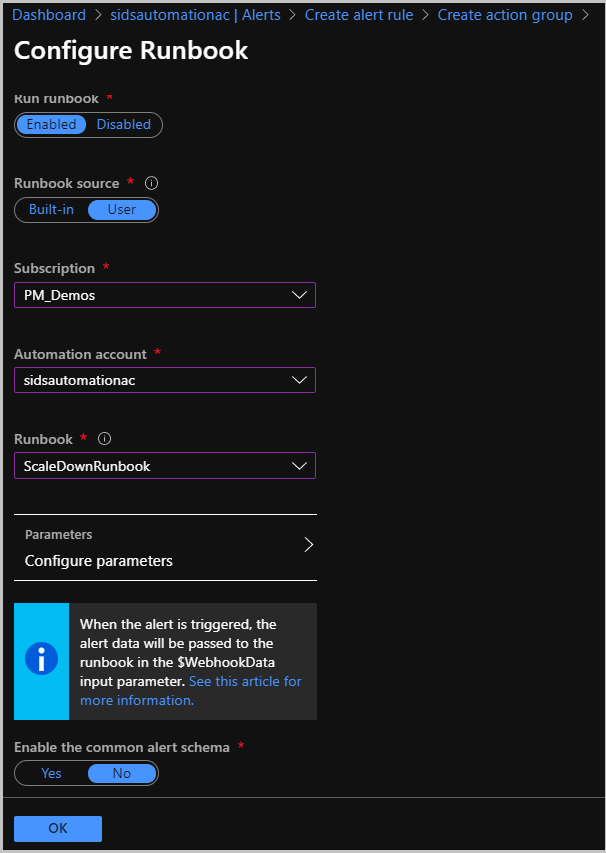 Dashboard > sidsautomationac | Alerts > Create alert rule > Create action group >
Configure Runbook
Run runbook *
Enabled Disabled
Runbook source *
Built-in User
Subscription *
PM_Demos
Automation account *
sidsautomationac
Runbook *
ScaleDownRunbook
Parameters
Configure parameters
When the alert is triggered, the
alert data will be passed to the
runbook in the $WebhookData
input parameter. See this article for
more information.
Enable the common alert schema *
Yes No
OK